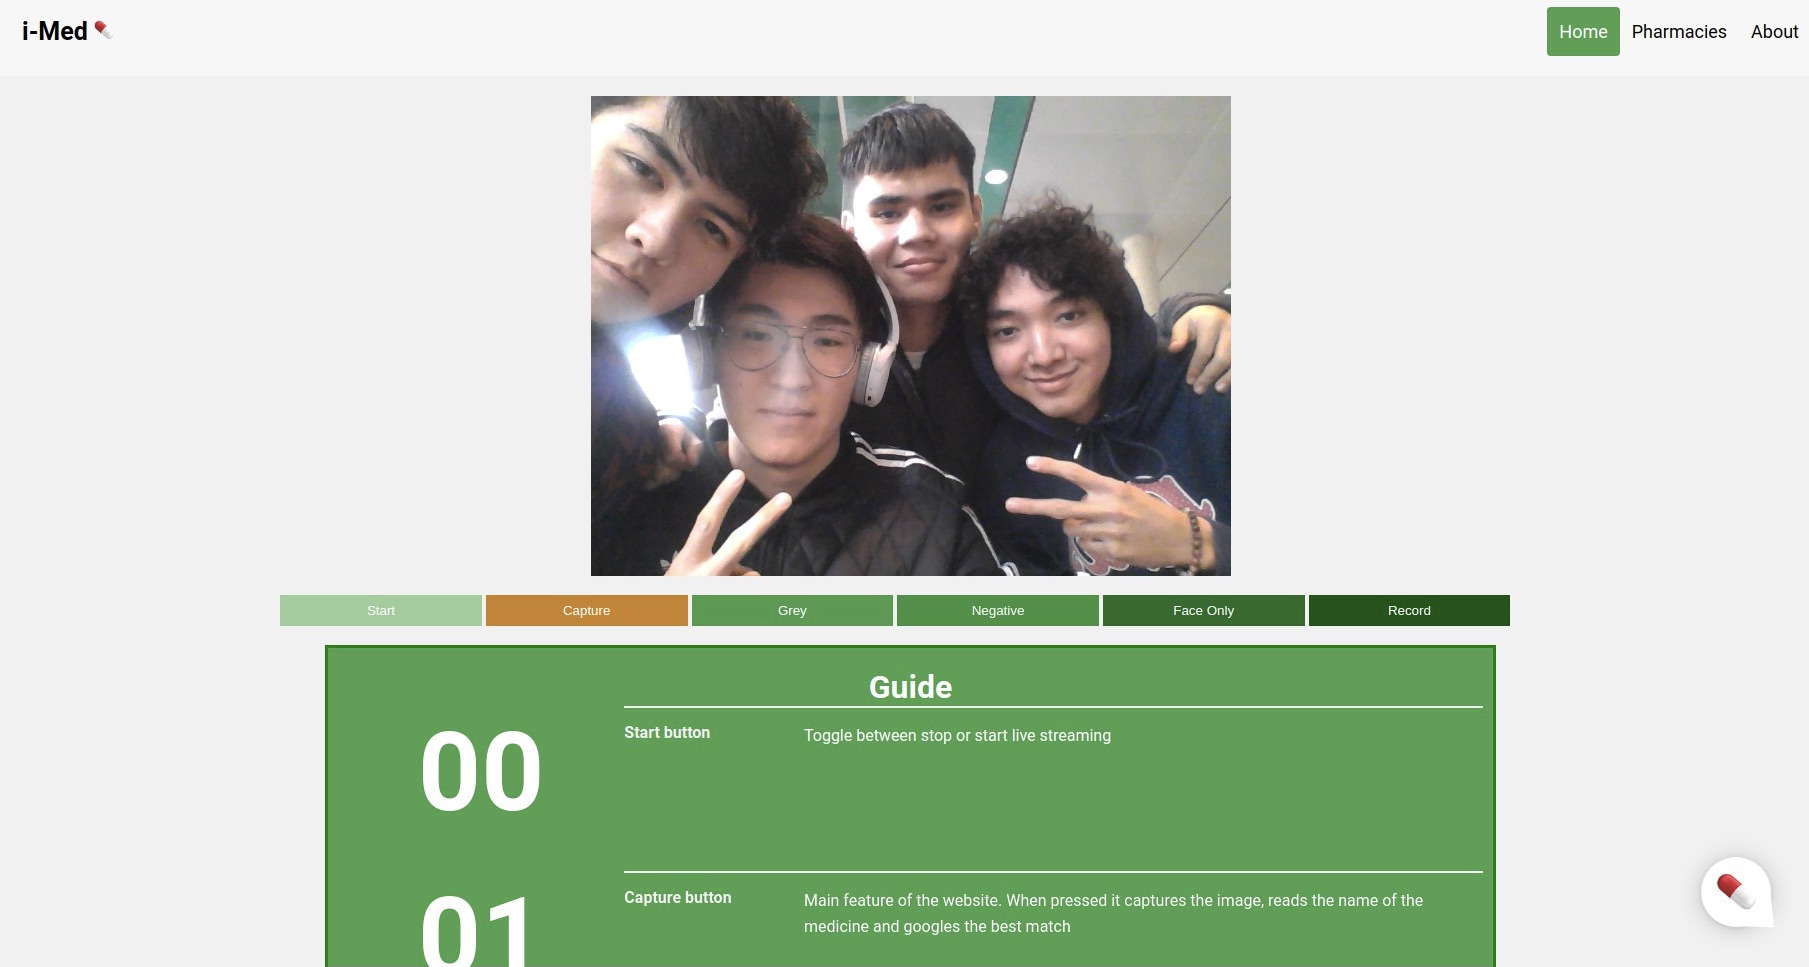 i-Med
Home Pharmacies About
Start Capture Grey Negative Face Only Record
Guide
00
Start button
Toggle between stop or start live streaming
01
Capture button
Main feature of the website. When pressed it captures the image, reads the name of the
medicine and googles the best match